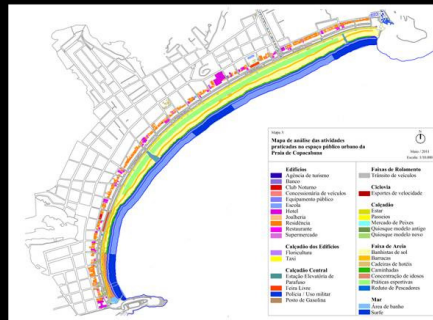 Mapa 3
Mapa de análise das atividades
praticadas no espaço público urbano da
Praia de Copacabana
N
Maio / 2011
Escala: 1/10.000
Edifícios
Agência de turismo
Banco
Club Noturno
Concessionária de veículos
Equipamento público
Escola
Hotel
Joalheria
Residência
Restaurante
Supermercado
Calçadão dos Edifícios
Floricultura
Taxi
Calçadão Central
Estação Elevatória de
Parafuso
Feira Livre
Polícia / Uso militar
Posto de Gasolina
Faixas de Rolamento
Trânsito de veículos
Ciclovia
Esportes de velocidade
Calçadão
Estar
Passeios
Mercado de Peixes
Quiosque modelo antigo
Quiosque modelo novo
Faixa de Areia
Banhistas de sol
Barracas
Cadeiras de hotéis
Caminhadas
Concentração de idosos
Práticas esportivas
Redutos de Pescadores
Mar
Área de banho
Surfe